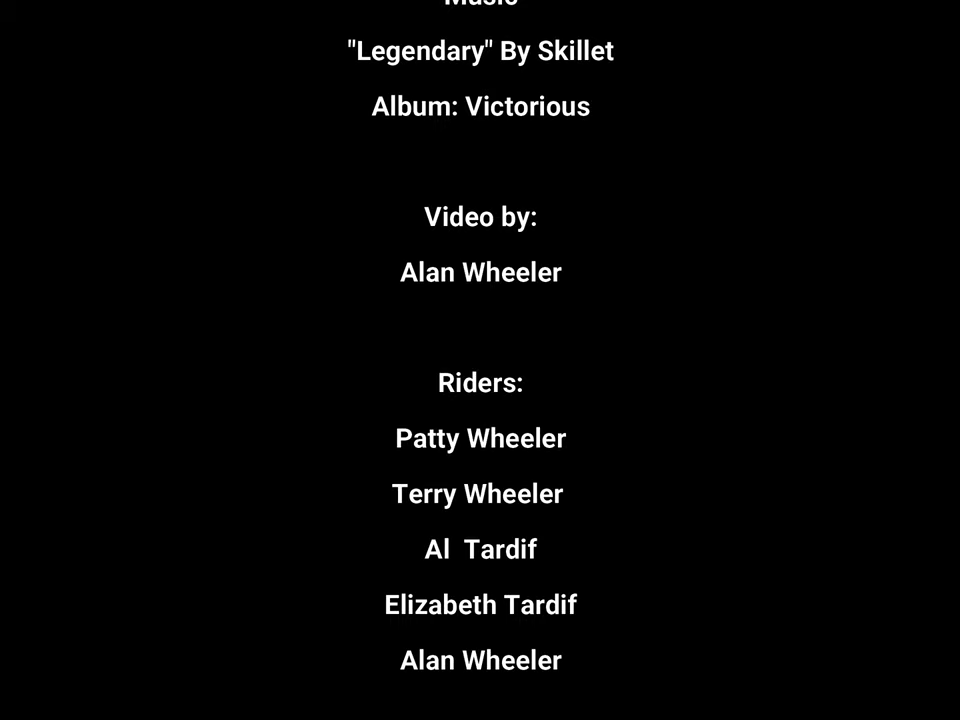 Music
"Legendary" By Skillet
Album: Victorious
Video by:
Alan Wheeler
Riders:
Patty Wheeler
Terry Wheeler
Al  Tardif
Elizabeth Tardif
Alan Wheeler